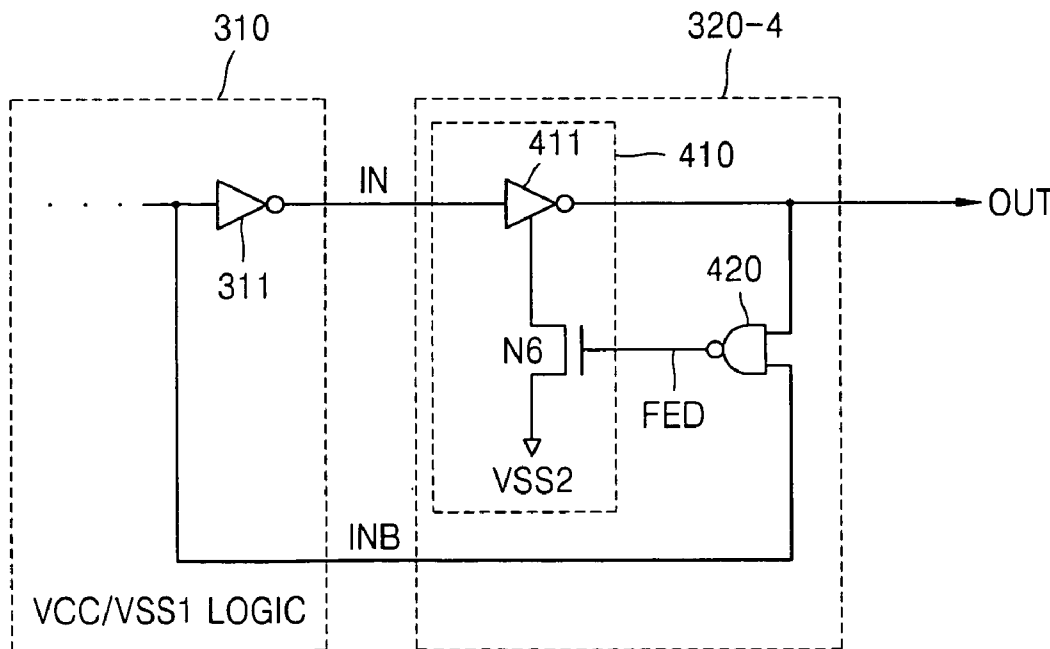 310
320-4
411
410
IN
. . . .
OUT
311
420
N6
FED
VSS2
INB
VCC/VSS1 LOGIC